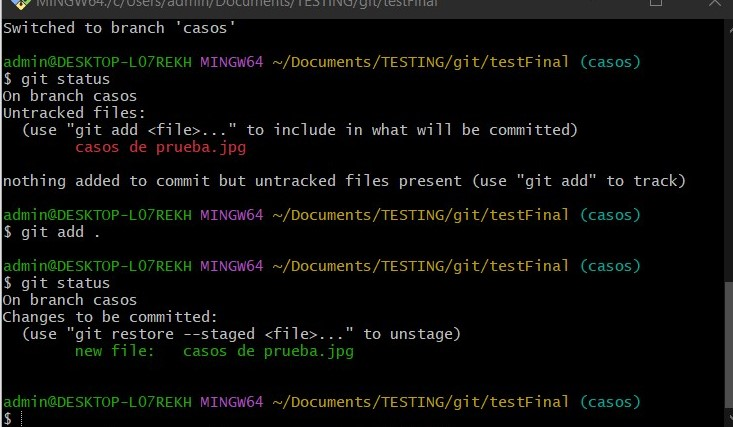 MINGW64:/c/Users/admin/Documents/TESTING/git/testFinal
Switched to branch 'casos'
admin@DESKTOP-LO7REKH MINGW64 ~/Documents/TESTING/git/testFinal (casos)
$ git status
On branch casos
Untracked files:
  (use "git add <file>..." to include in what will be committed)
        casos de prueba.jpg
nothing added to commit but untracked files present (use "git add" to track)
admin@DESKTOP-LO7REKH MINGW64 ~/Documents/TESTING/git/testFinal (casos)
$ git add .
admin@DESKTOP-LO7REKH MINGW64 ~/Documents/TESTING/git/testFinal (casos)
$ git status
On branch casos
Changes to be committed:
  (use "git restore --staged <file>..." to unstage)
        new file:   casos de prueba.jpg
admin@DESKTOP-LO7REKH MINGW64 ~/Documents/TESTING/git/testFinal (casos)
$